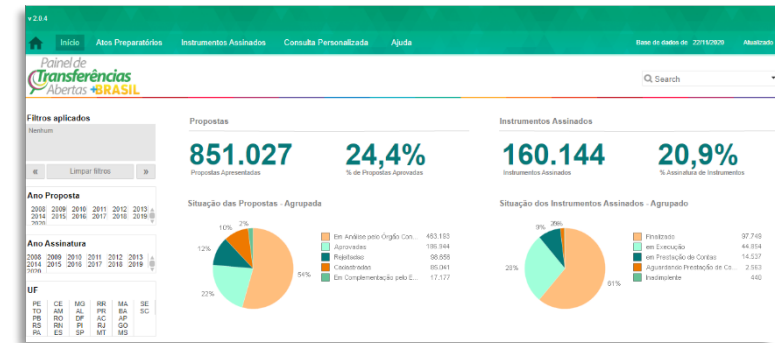 v 2.0.4
Início Atos Preparatórios Instrumentos Assinados Consulta Personalizada Ajuda Base de dados de 22/11/2020 Atualizado
Painel de
Transferências
Abertas +BRASIL
Search
Filtros aplicados
Nenhum
« Limpar filtros »
Ano Proposta
2008 2009 2010 2011 2012 2013
2014 2015 2016 2017 2018 2019
2020
Ano Assinatura
2008 2009 2010 2011 2012 2013
2014 2015 2016 2017 2018 2019
2020
UF
PE CE MG RR MA SE
TO AM AL PR BA SC
PB RO DF AC AP
RS RN PI RJ GO
PA ES SP MT MS
Propostas
851.027 24,4%
Propostas Apresentadas % de Propostas Aprovadas
Situação das Propostas - Agrupada
10% 2%
12%
22%
54%
Em Análise pelo Órgão Con...
Aprovadas
Rejeitadas 98.656
Cadastradas 85.041
Em Complementação pelo E... 17.177
Instrumentos Assinados
160.144 20,9%
Instrumentos Assinados % Assinatura de Instrumentos
Situação dos Instrumentos Assinados - Agrupado
9%
28%
61%
Finalizado 97.746
em Execução
em Prestação de Contas 14.537
Aguardando Prestação de Co...
Inadimplente